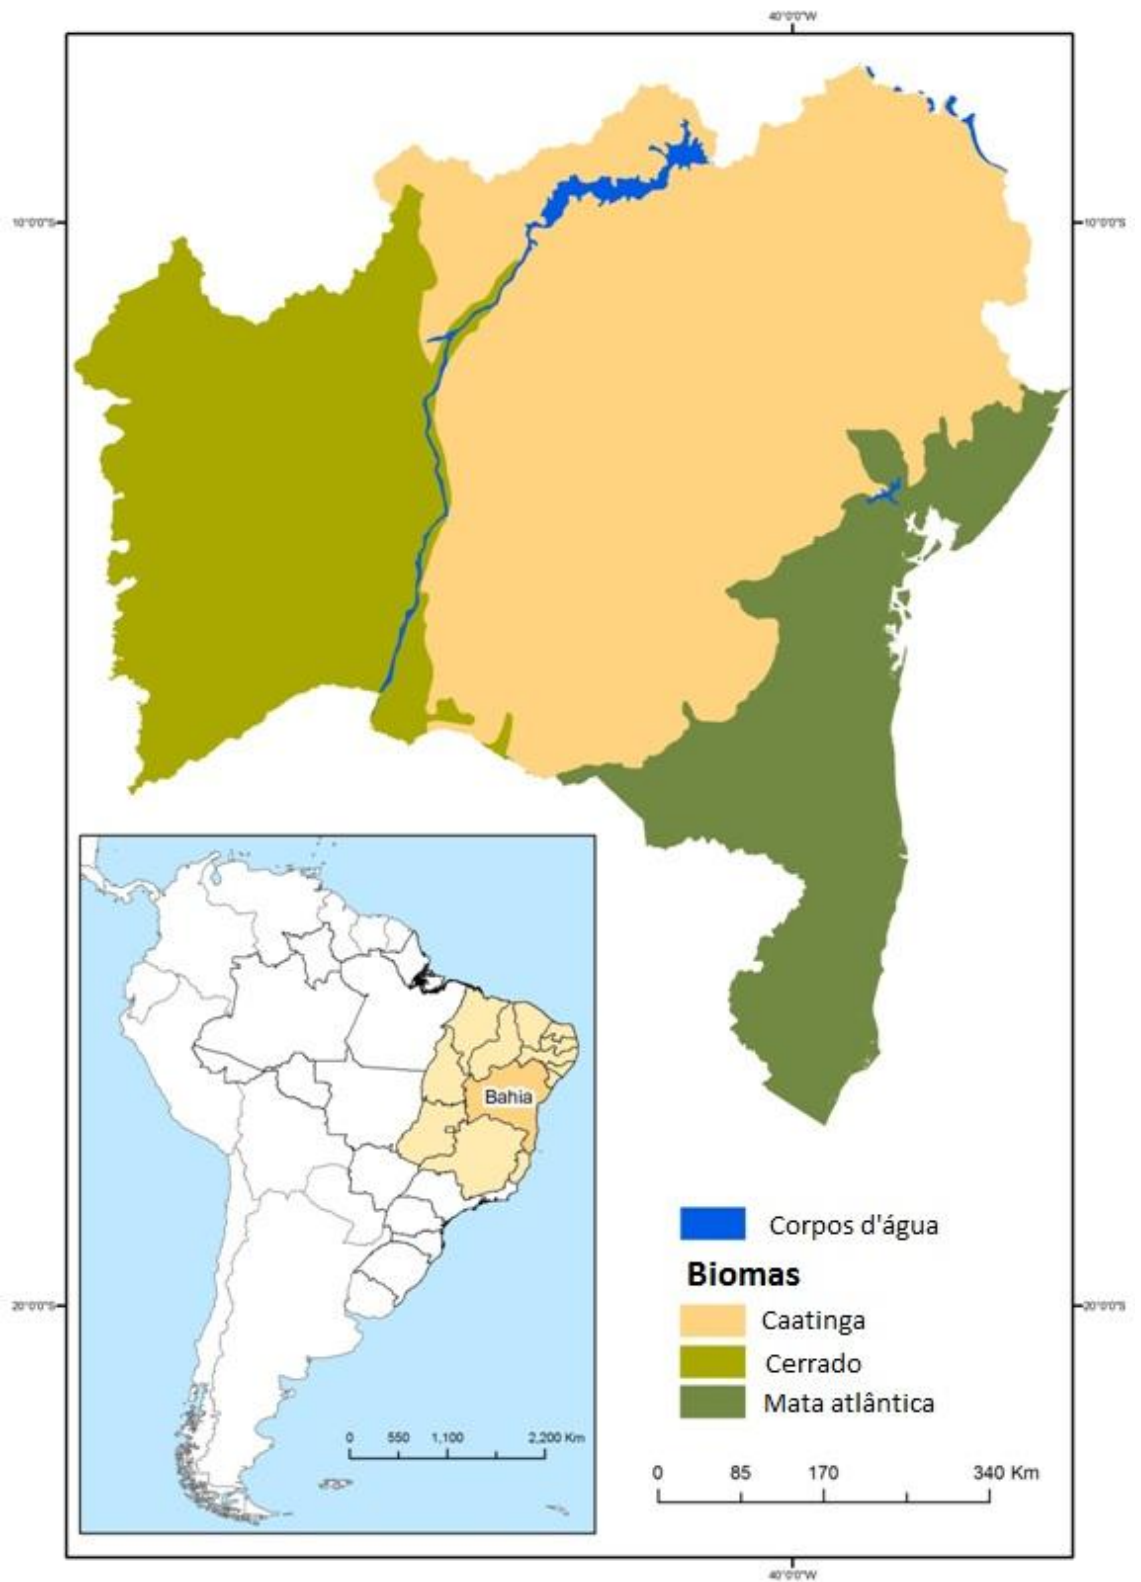 40°0'0"W
10°0'0"S
10°0'0"S
Bahia
Corpos d'água
Biomas
Caatinga
20°0'0"S
20°0'0"S
Cerrado
Mata atlântica
0 550 1,100 2,200 Km
0 85 170 340 Km
40°0'0"W